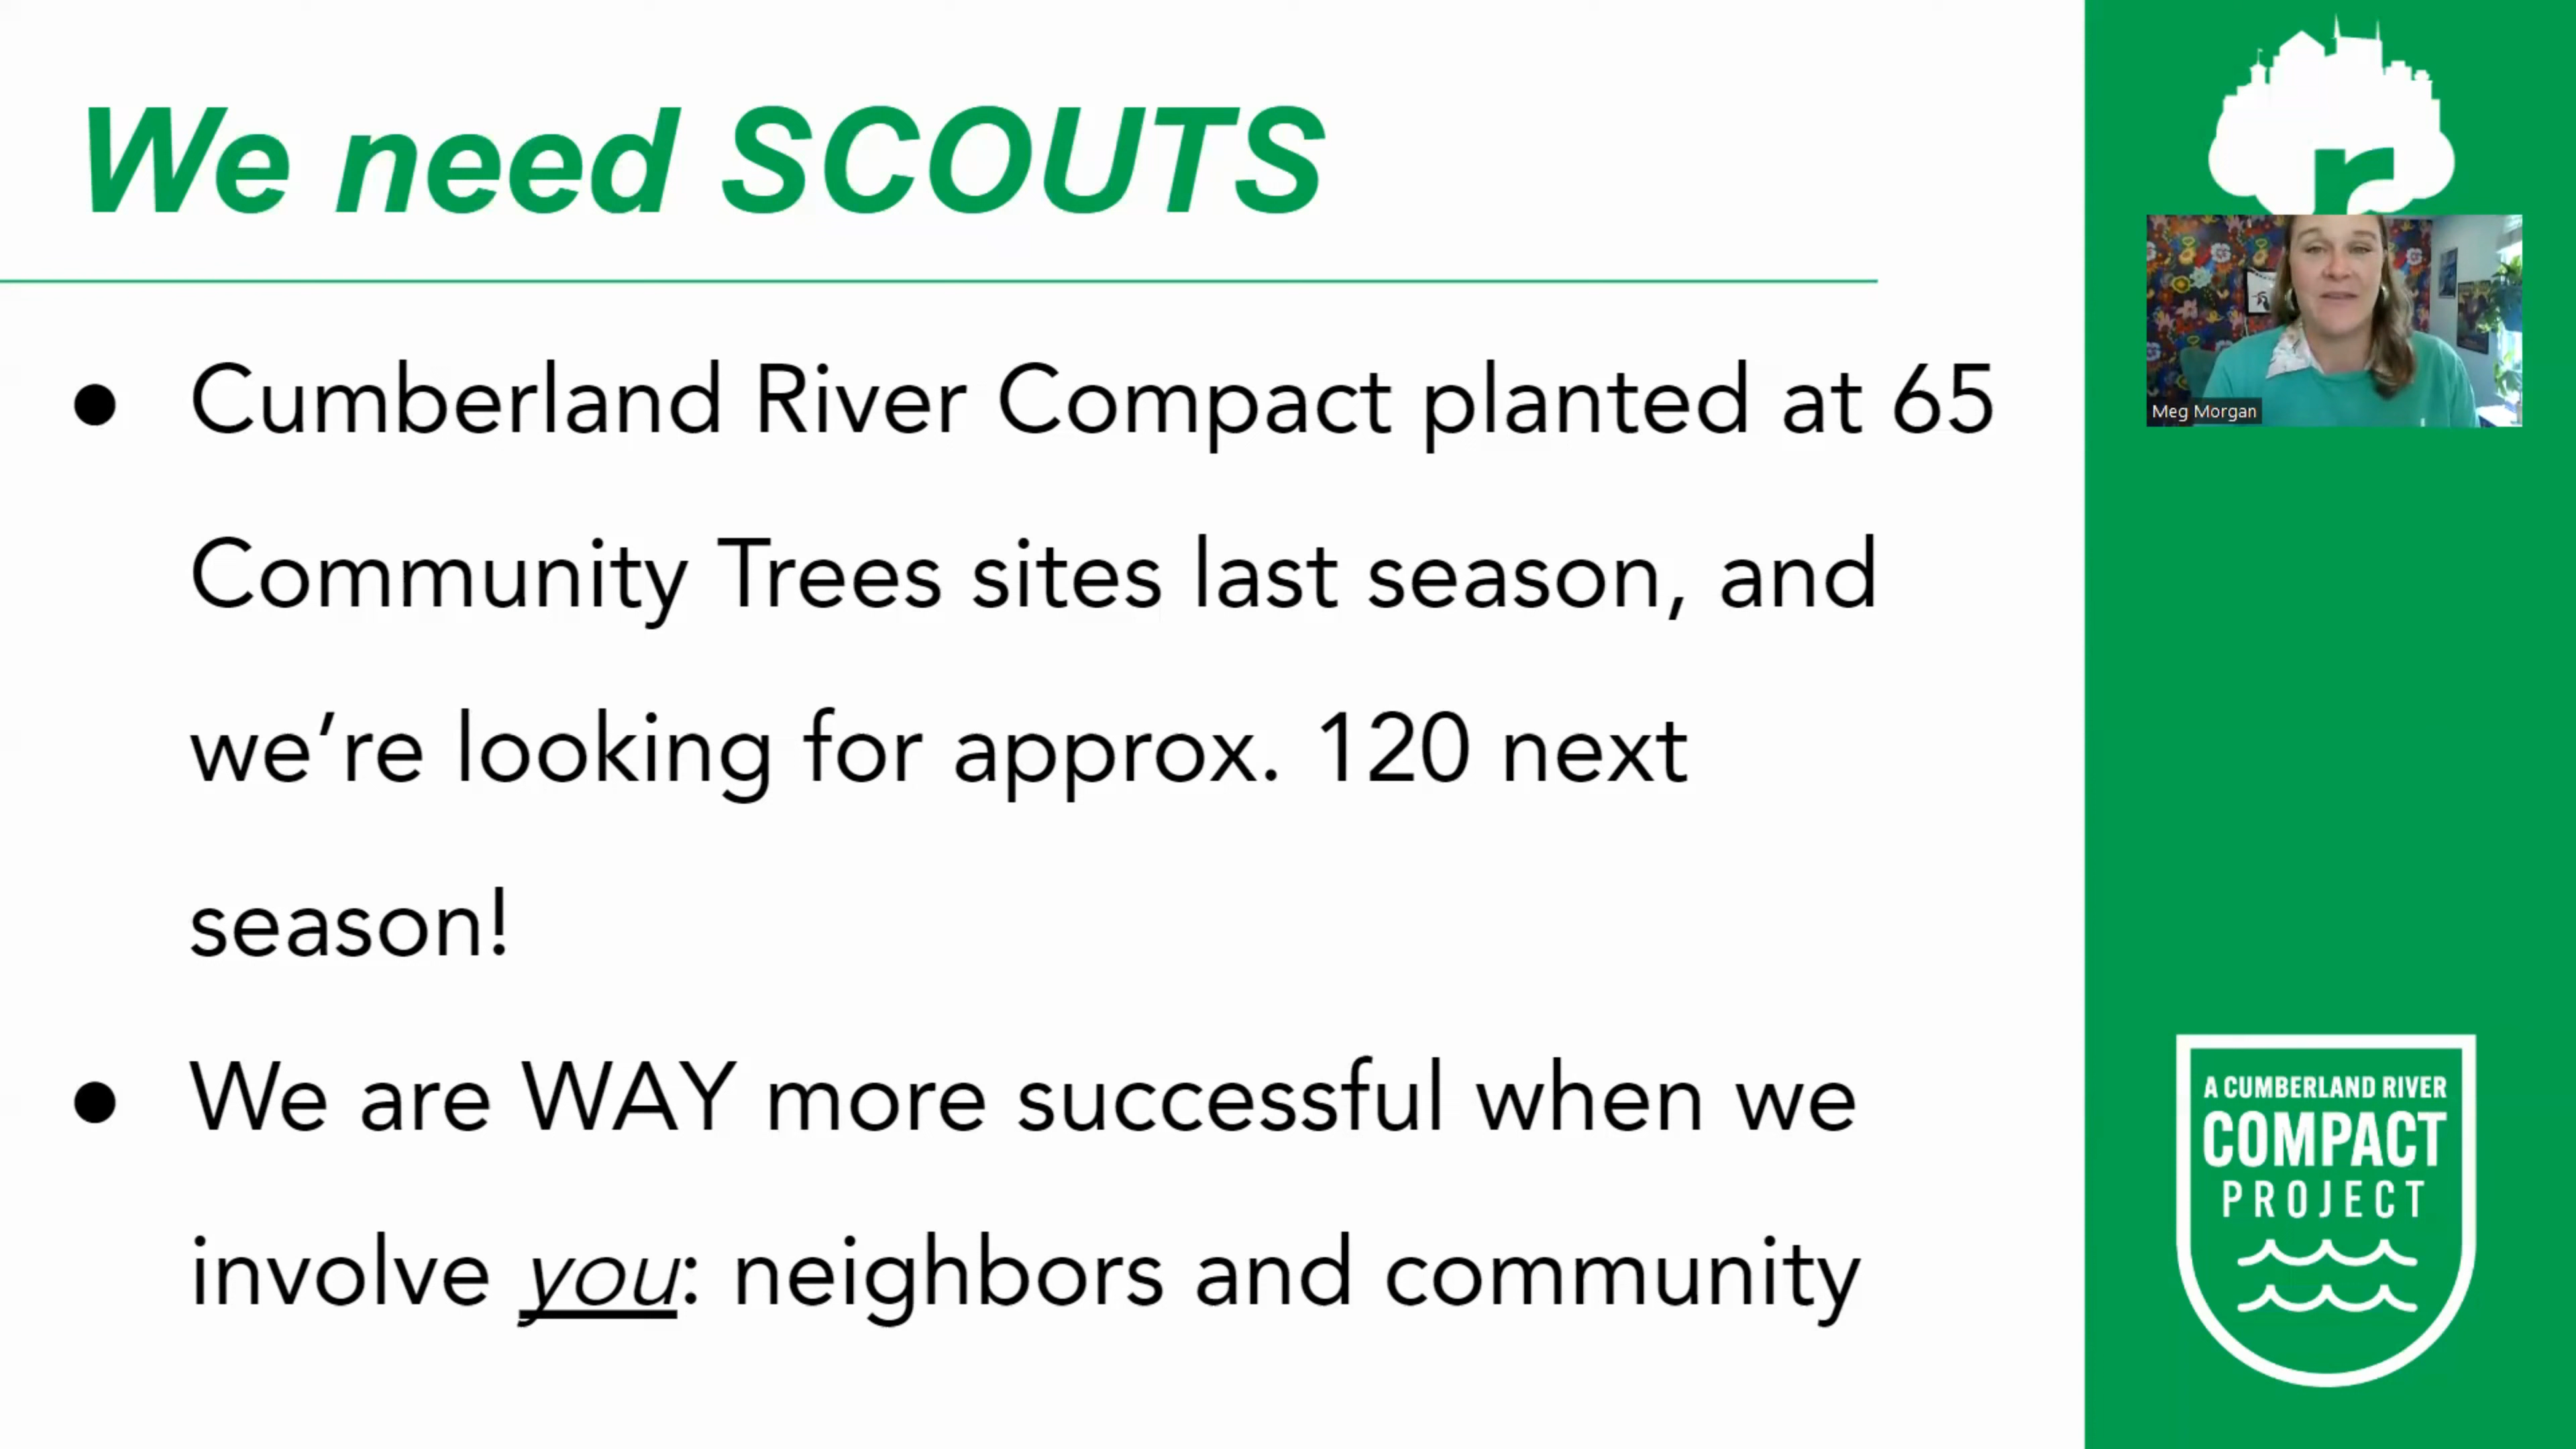 We need SCOUTS
● Cumberland River Compact planted at 65
Community Trees sites last season, and
we’re looking for approx. 120 next
season!
● We are WAY more successful when we
involve you: neighbors and community
r
Meg Morgan
A CUMBERLAND RIVER
COMPACT
PROJECT